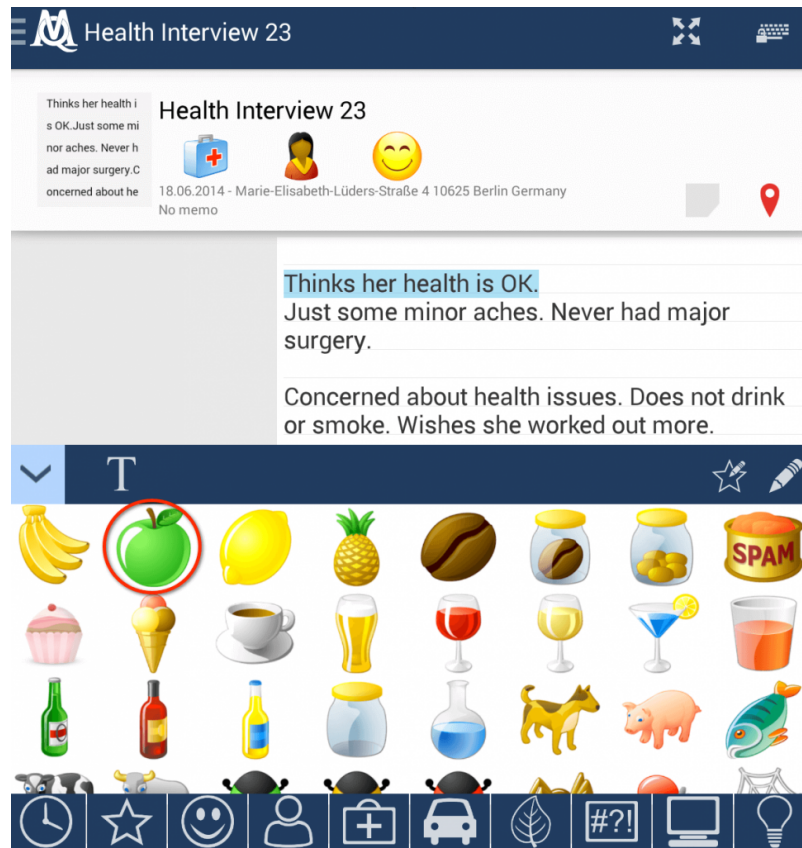 Health Interview 23
Thinks her health i
s OK.Just some mi
nor aches. Never h
ad major surgery.C
oncerned about he
Health Interview 23
18.06.2014 - Marie-Elisabeth-Lüders-Straße 4 10625 Berlin Germany
No memo
Thinks her health is OK.
Just some minor aches. Never had major
surgery.
Concerned about health issues. Does not drink
or smoke. Wishes she worked out more.
T
SPAM
#?!